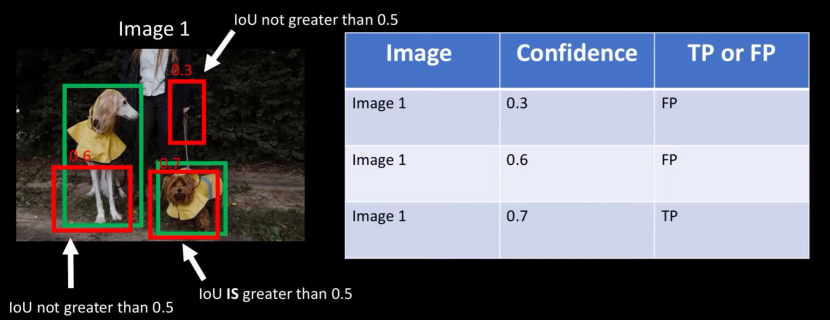 Image 1
IoU not greater than 0.5
0.3
0.6
0.7
IoU not greater than 0.5
IoU IS greater than 0.5
Image Confidence TP or FP
Image 1 0.3 FP
Image 1 0.6 FP
Image 1 0.7 TP